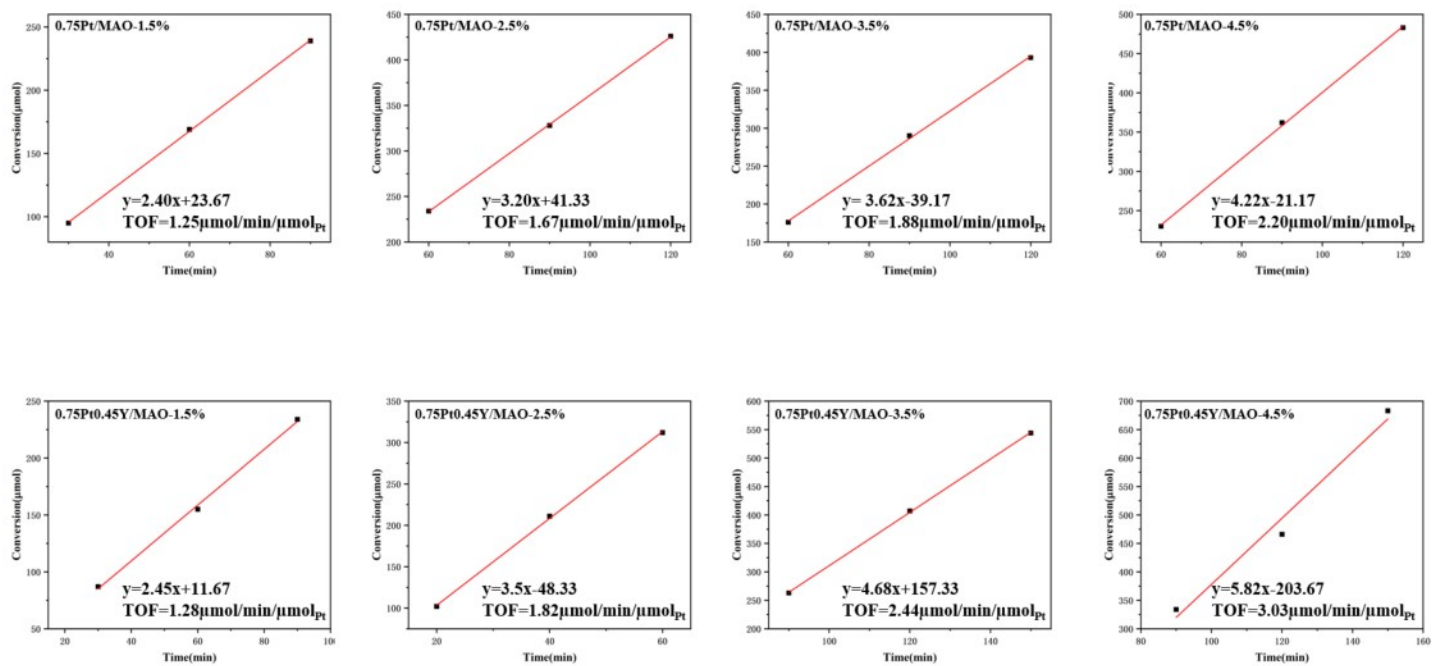 0.75Pt/MAO-1.5%
Conversion(μmol)
250
200
150
100
y=2.40x+23.67
TOF=1.25μmol/min/μmolPt
40
60
80
Time(min)
0.75Pt/MAO-2.5%
Conversion(μmol)
450
400
350
300
250
200
y=3.20x+41.33
TOF=1.67μmol/min/μmolPt
60
80
100
120
Time(min)
0.75Pt/MAO-3.5%
Conversion(μmol)
450
400
350
300
250
200
150
y= 3.62x-39.17
TOF=1.88μmol/min/μmolPt
60
80
100
120
Time(min)
0.75Pt/MAO-4.5%
Conversion(μmol)
500
450
400
350
300
250
y=4.22x-21.17
TOF=2.20μmol/min/μmolPt
60
80
100
120
Time(min)
0.75Pt0.45Y/MAO-1.5%
Conversion(μmol)
250
200
150
100
50
y=2.45x+11.67
TOF=1.28μmol/min/μmolPt
20
40
60
80
10
Time(min)
0.75Pt0.45Y/MAO-2.5%
Conversion(μmol)
350
300
250
200
150
100
y=3.5x-48.33
TOF=1.82μmol/min/μmolPt
20
40
60
Time(min)
0.75Pt0.45Y/MAO-3.5%
Conversion(μmol)
600
550
500
450
400
350
300
250
200
y=4.68x+157.33
TOF=2.44μmol/min/μmolPt
100
120
140
Time(min)
0.75Pt0.45Y/MAO-4.5%
Conversion(μmol)
700
650
600
550
500
450
400
350
300
y=5.82x-203.67
TOF=3.03μmol/min/μmolPt
80
100
120
140
160
Time(min)